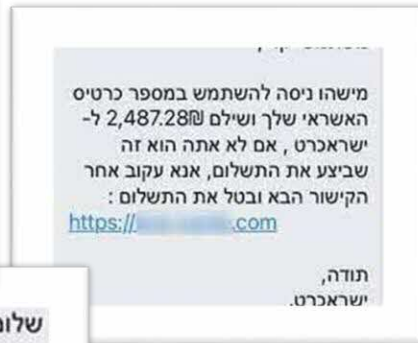 מישהו ניסה להשתמש במספר כרטיס
האשראי שלך ושילם 2,487.28₪ ל-
ישראכרט , אם לא אתה הוא זה
שביצע את התשלום, אנא עקוב אחר
הקישור הבא ובטל את התשלום :
https:// .com
תודה,
ישראכרט.
שלום